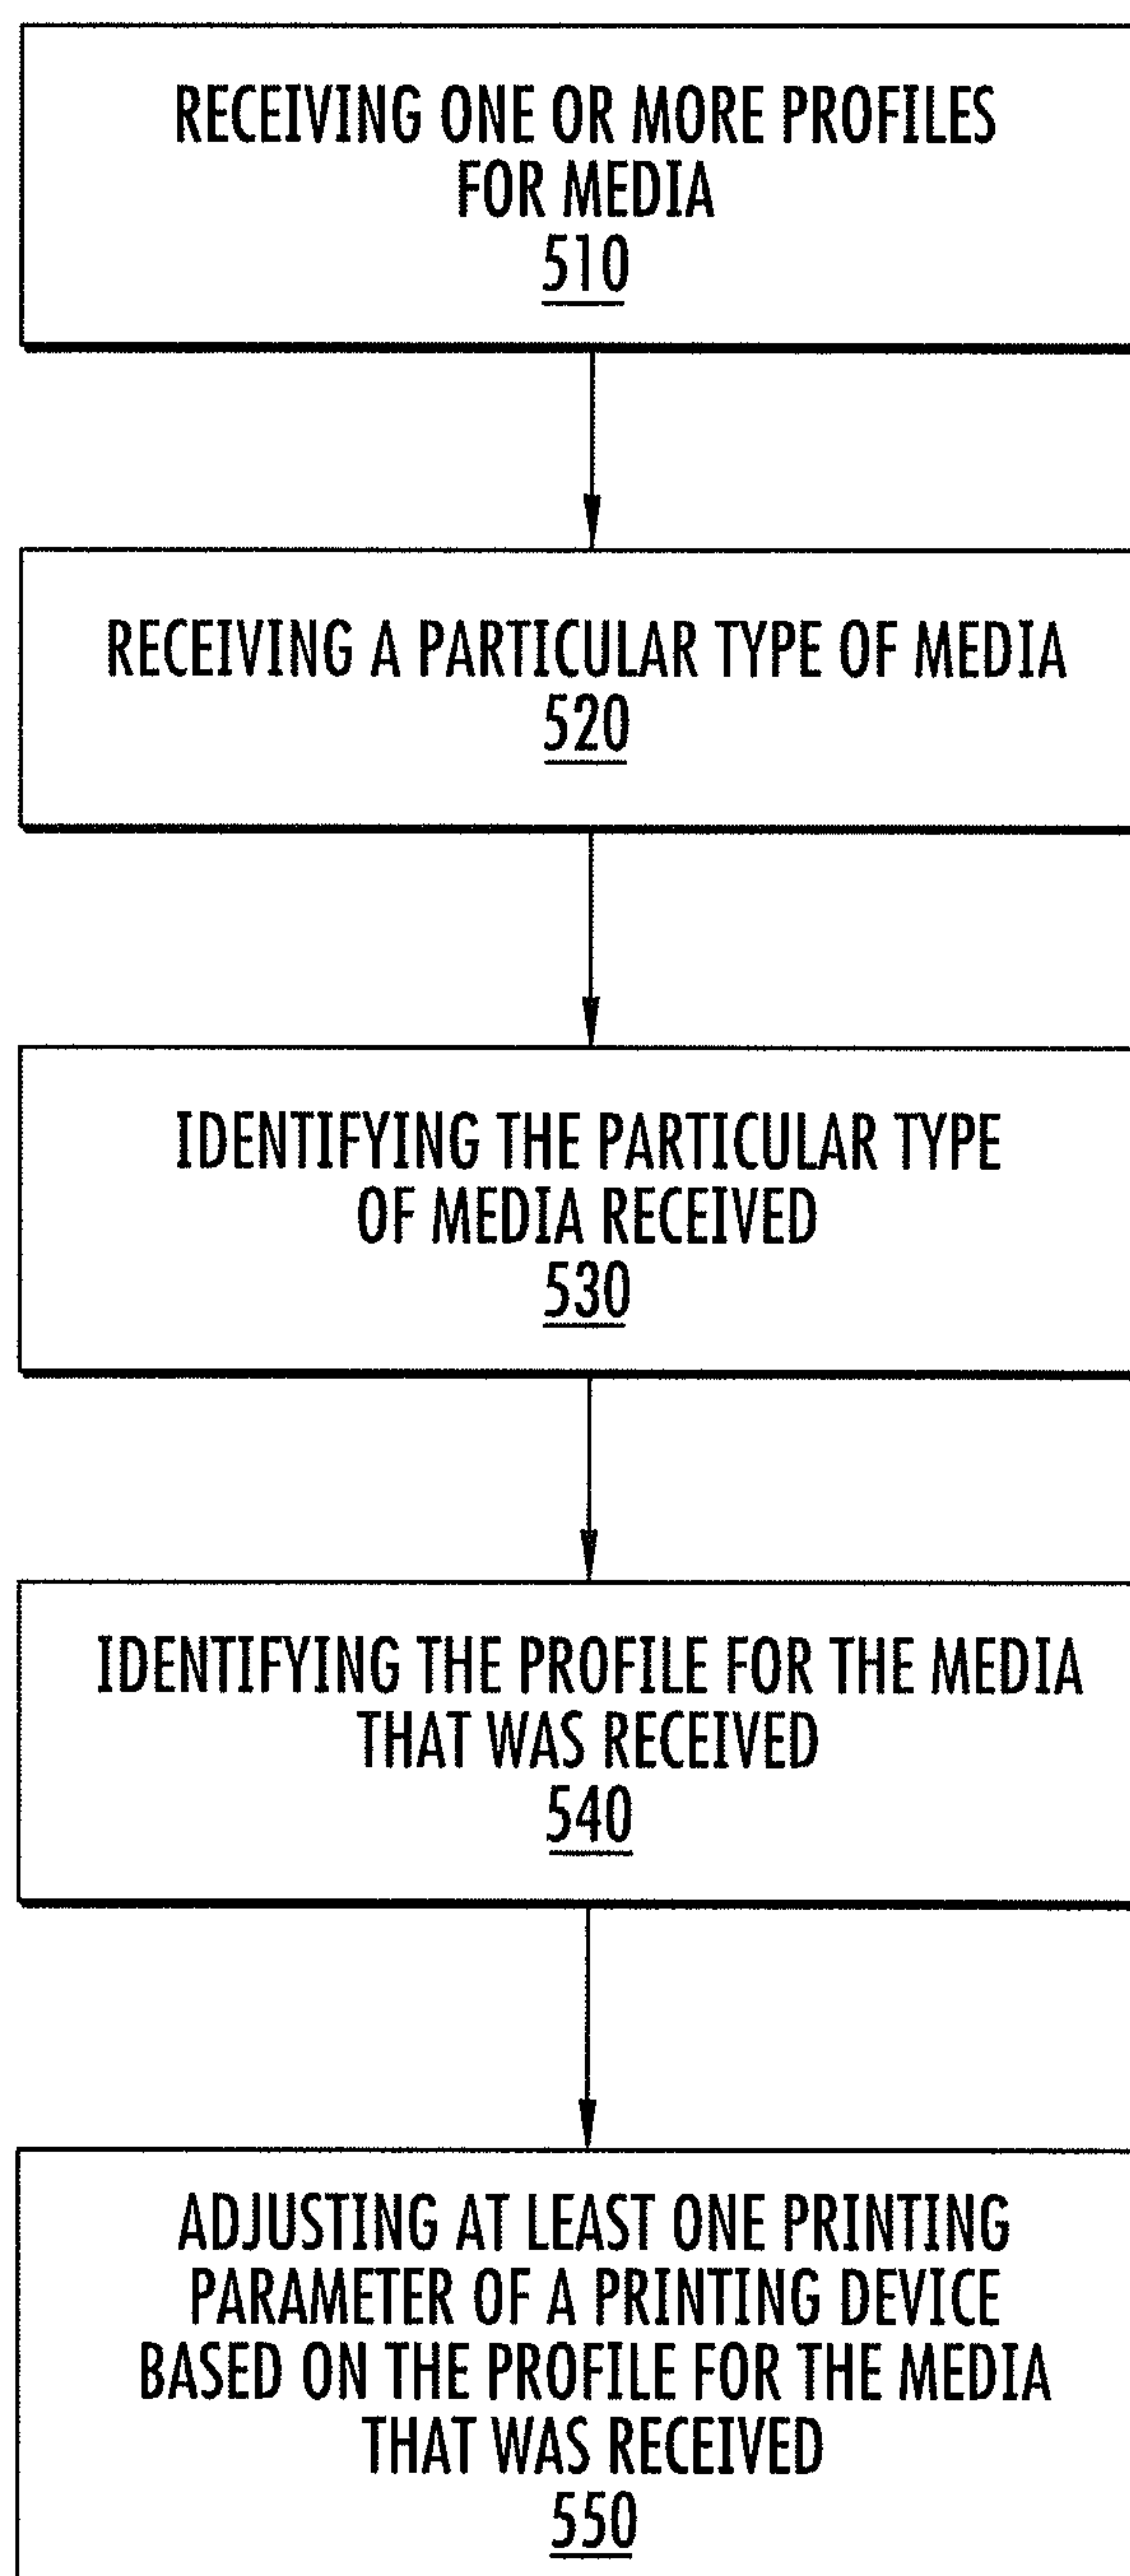 RECEIVING ONE OR MORE PROFILES
FOR MEDIA
510
RECEIVING A PARTICULAR TYPE OF MEDIA
520
IDENTIFYING THE PARTICULAR TYPE
OF MEDIA RECEIVED
530
IDENTIFYING THE PROFILE FOR THE MEDIA
THAT WAS RECEIVED
540
ADJUSTING AT LEAST ONE PRINTING
PARAMETER OF A PRINTING DEVICE
BASED ON THE PROFILE FOR THE MEDIA
THAT WAS RECEIVED
550